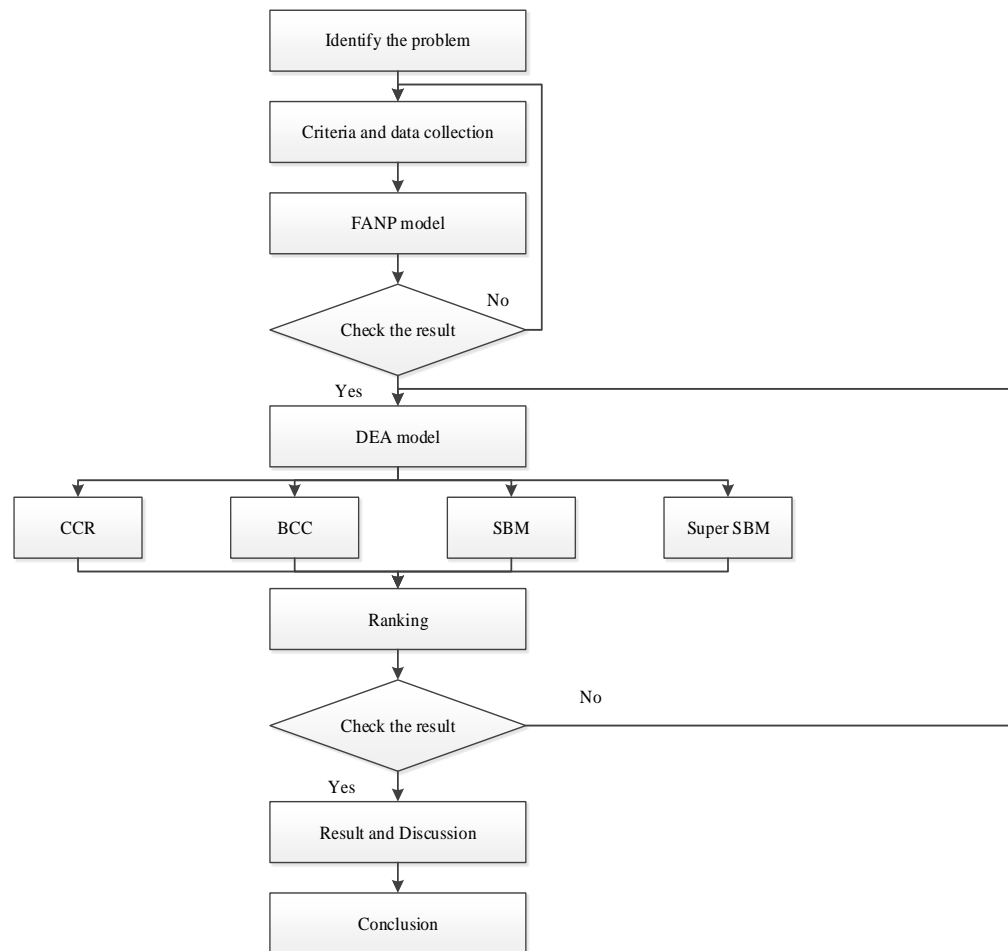 Identify the problem
Criteria and data collection
FANP model
No
Check the result
Yes
DEA model
CCR
BCC
SBM
Super SBM
Ranking
No
Check the result
Yes
Result and Discussion
Conclusion